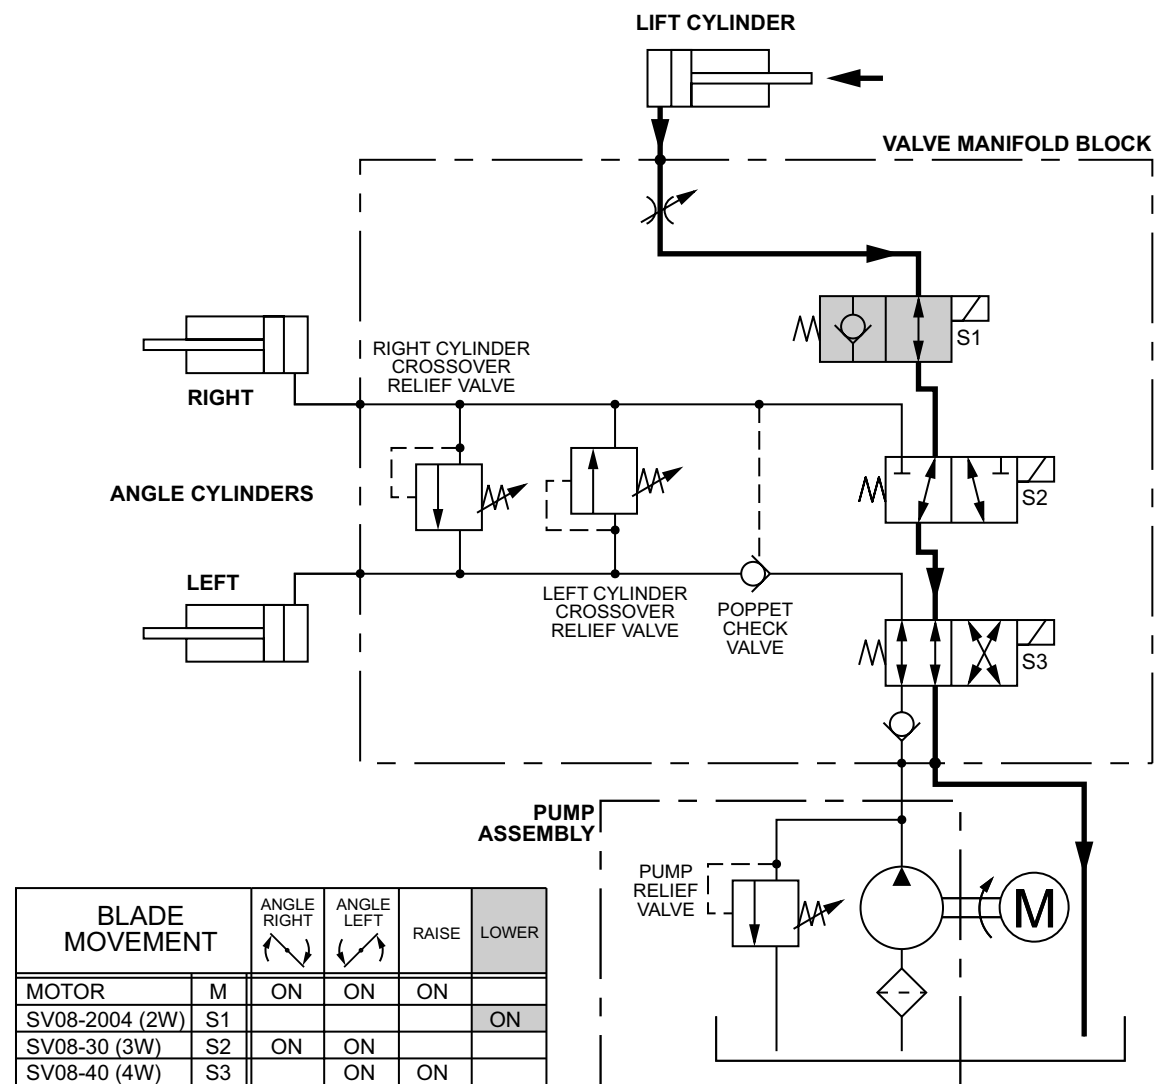 LIFT CYLINDER
VALVE MANIFOLD BLOCK
S1
RIGHT CYLINDER
CROSSOVER
RELIEF VALVE
RIGHT
ANGLE CYLINDERS
S2
LEFT
LEFT CYLINDER
CROSSOVER
RELIEF VALVE
POPPET
CHECK
VALVE
S3
PUMP
ASSEMBLY
PUMP
RELIEF
VALVE
M
BLADE
MOVEMENT
ANGLE
RIGHT
ANGLE
LEFT
RAISE
LOWER
MOTOR M ON ON ON
SV08-2004 (2W) S1 ON
SV08-30 (3W) S2 ON ON
SV08-40 (4W) S3 ON ON